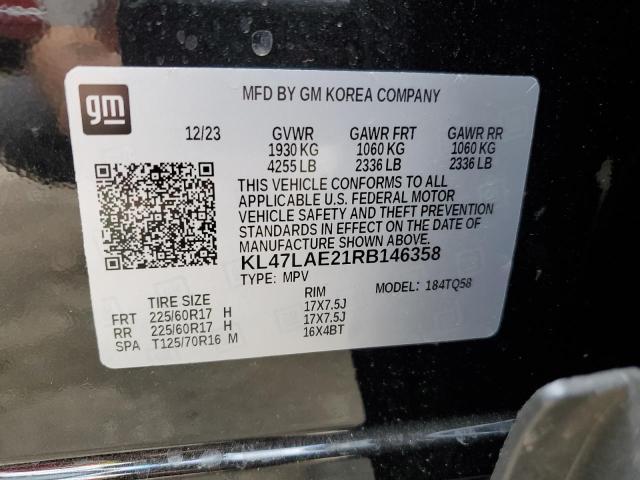 gm
MFD BY GM KOREA COMPANY
12/23 GVWR GAWR FRT GAWR RR
1930 KG 1060 KG 1060 KG
4255 LB 2336 LB 2336 LB
THIS VEHICLE CONFORMS TO ALL
APPLICABLE U.S. FEDERAL MOTOR
VEHICLE SAFETY AND THEFT PREVENTION
STANDARDS IN EFFECT ON THE DATE OF
MANUFACTURE SHOWN ABOVE.
KL47LAE21RB146358
TYPE: MPV MODEL: 184TQ58
TIRE SIZE RIM
FRT 225/60R17 H 17X7.5J
RR 225/60R17 H 17X7.5J
SPA T125/70R16 M 16X4BT